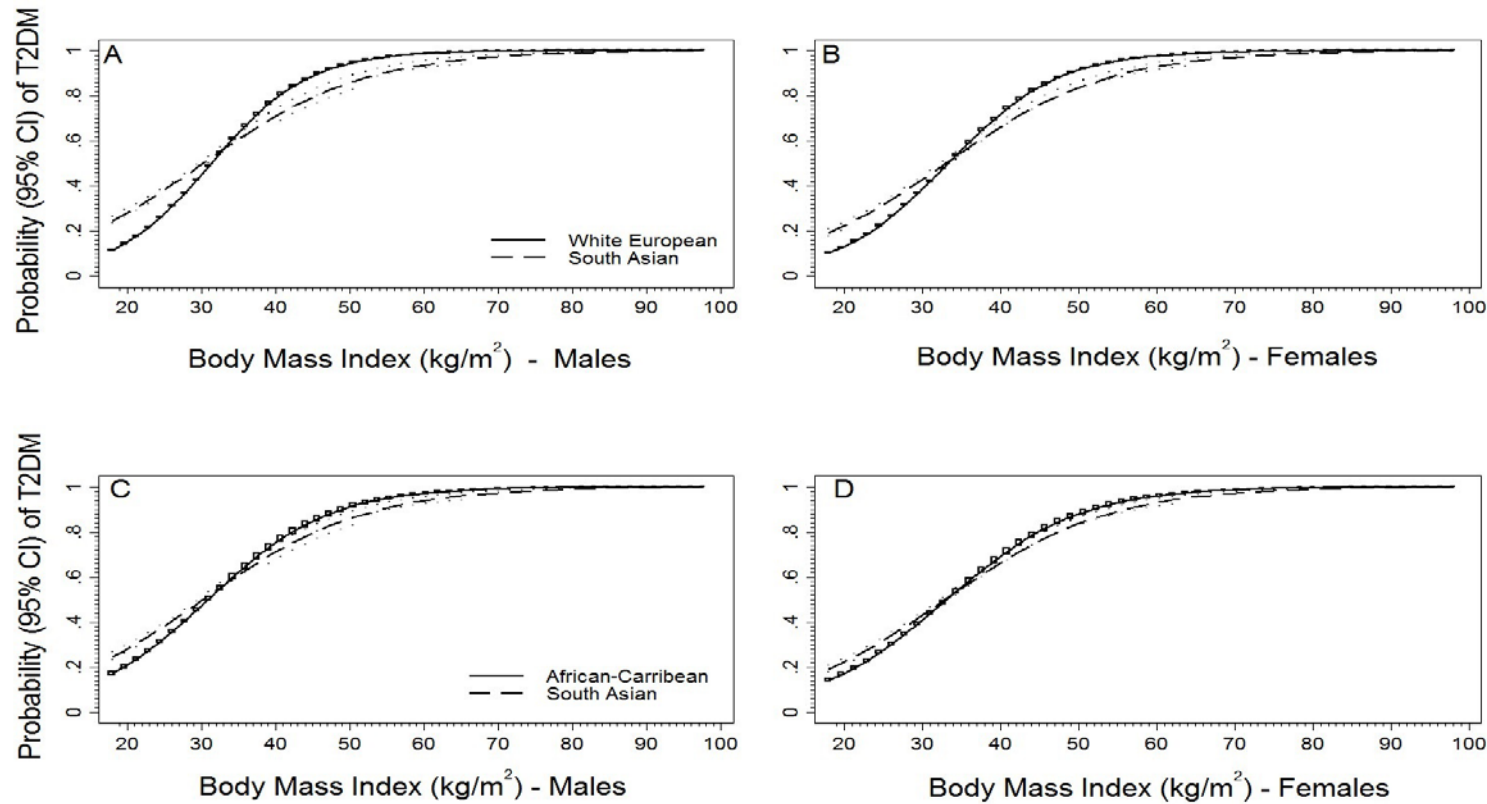 A
Probability (95% CI) of T2DM
1
.8
.6
.4
.2
0
White European
South Asian
20 30 40 50 60 70 80 90 100
Body Mass Index (kg/m²) - Males
B
1
.8
.6
.4
.2
0
20 30 40 50 60 70 80 90 100
Body Mass Index (kg/m²) - Females
C
Probability (95% CI) of T2DM
1
.8
.6
.4
.2
0
African-Carribean
South Asian
20 30 40 50 60 70 80 90 100
Body Mass Index (kg/m²) - Males
D
1
.8
.6
.4
.2
0
20 30 40 50 60 70 80 90 100
Body Mass Index (kg/m²) - Females